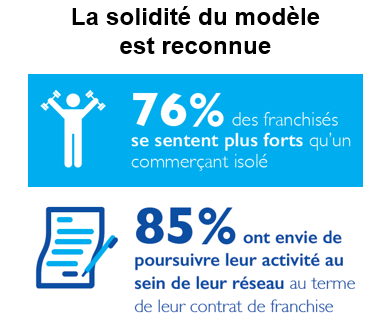 La solidité du modèle
est reconnue
76% des franchisés
se sentent plus forts qu'un
commerçant isolé
85% ont envie de
poursuivre leur activité au
sein de leur réseau au terme
de leur contrat de franchise